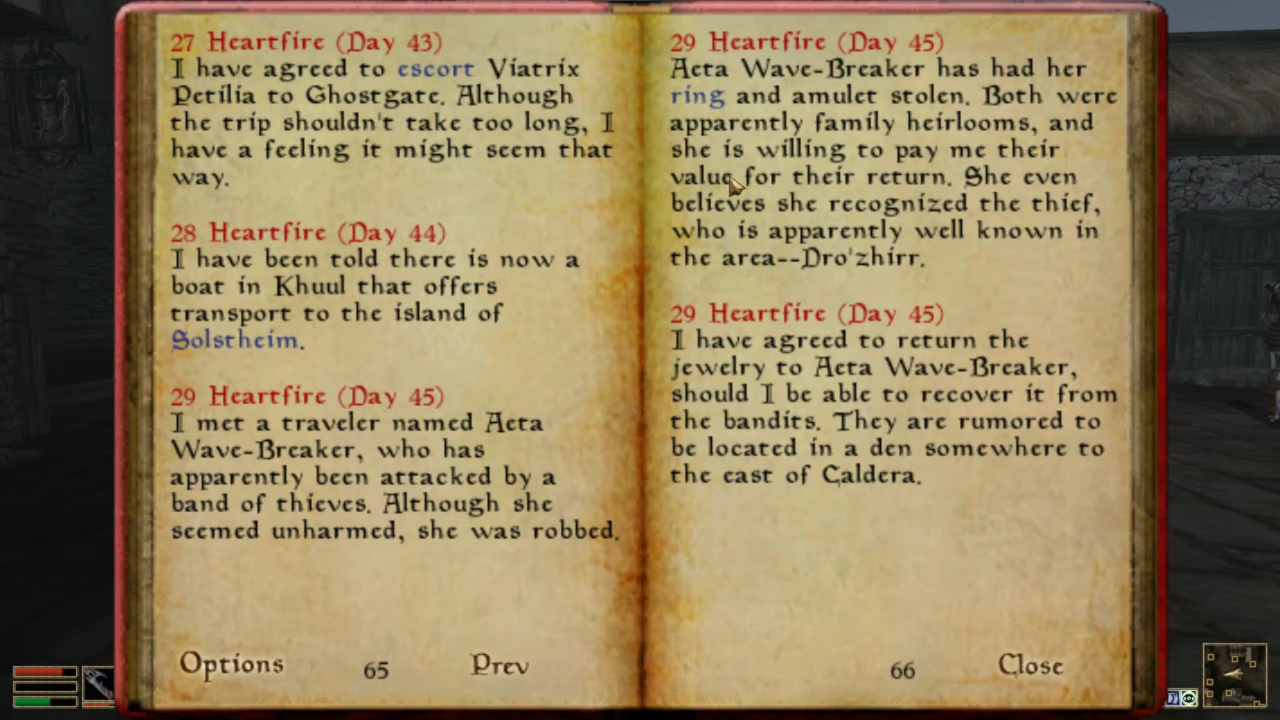 27 Heartfire (Day 43)
I have agreed to escort Viatrix
Petilia to Ghostgate. Although
the trip shouldn't take too long, I
have a feeling it might seem that
way.
28 Heartfire (Day 44)
I have been told there is now a
boat in Khuul that offers
transport to the island of
Solstheim.
29 Heartfire (Day 45)
I met a traveler named Aeta
Wave-Breaker, who has
apparently been attacked by a
band of thieves. Although she
seemed unharmed, she was robbed.
29 Heartfire (Day 45)
Aeta Wave-Breaker has had her
ring and amulet stolen. Both were
apparently family heirlooms, and
she is willing to pay me their
value for their return. She even
believes she recognized the thief,
who is apparently well known in
the area--Dro'zhirr.
29 Heartfire (Day 45)
I have agreed to return the
jewelry to Aeta Wave-Breaker,
should I be able to recover it from
the bandits. They are rumored to
be located in a den somewhere to
the east of Caldera.
Options 65 Prev
66 Close